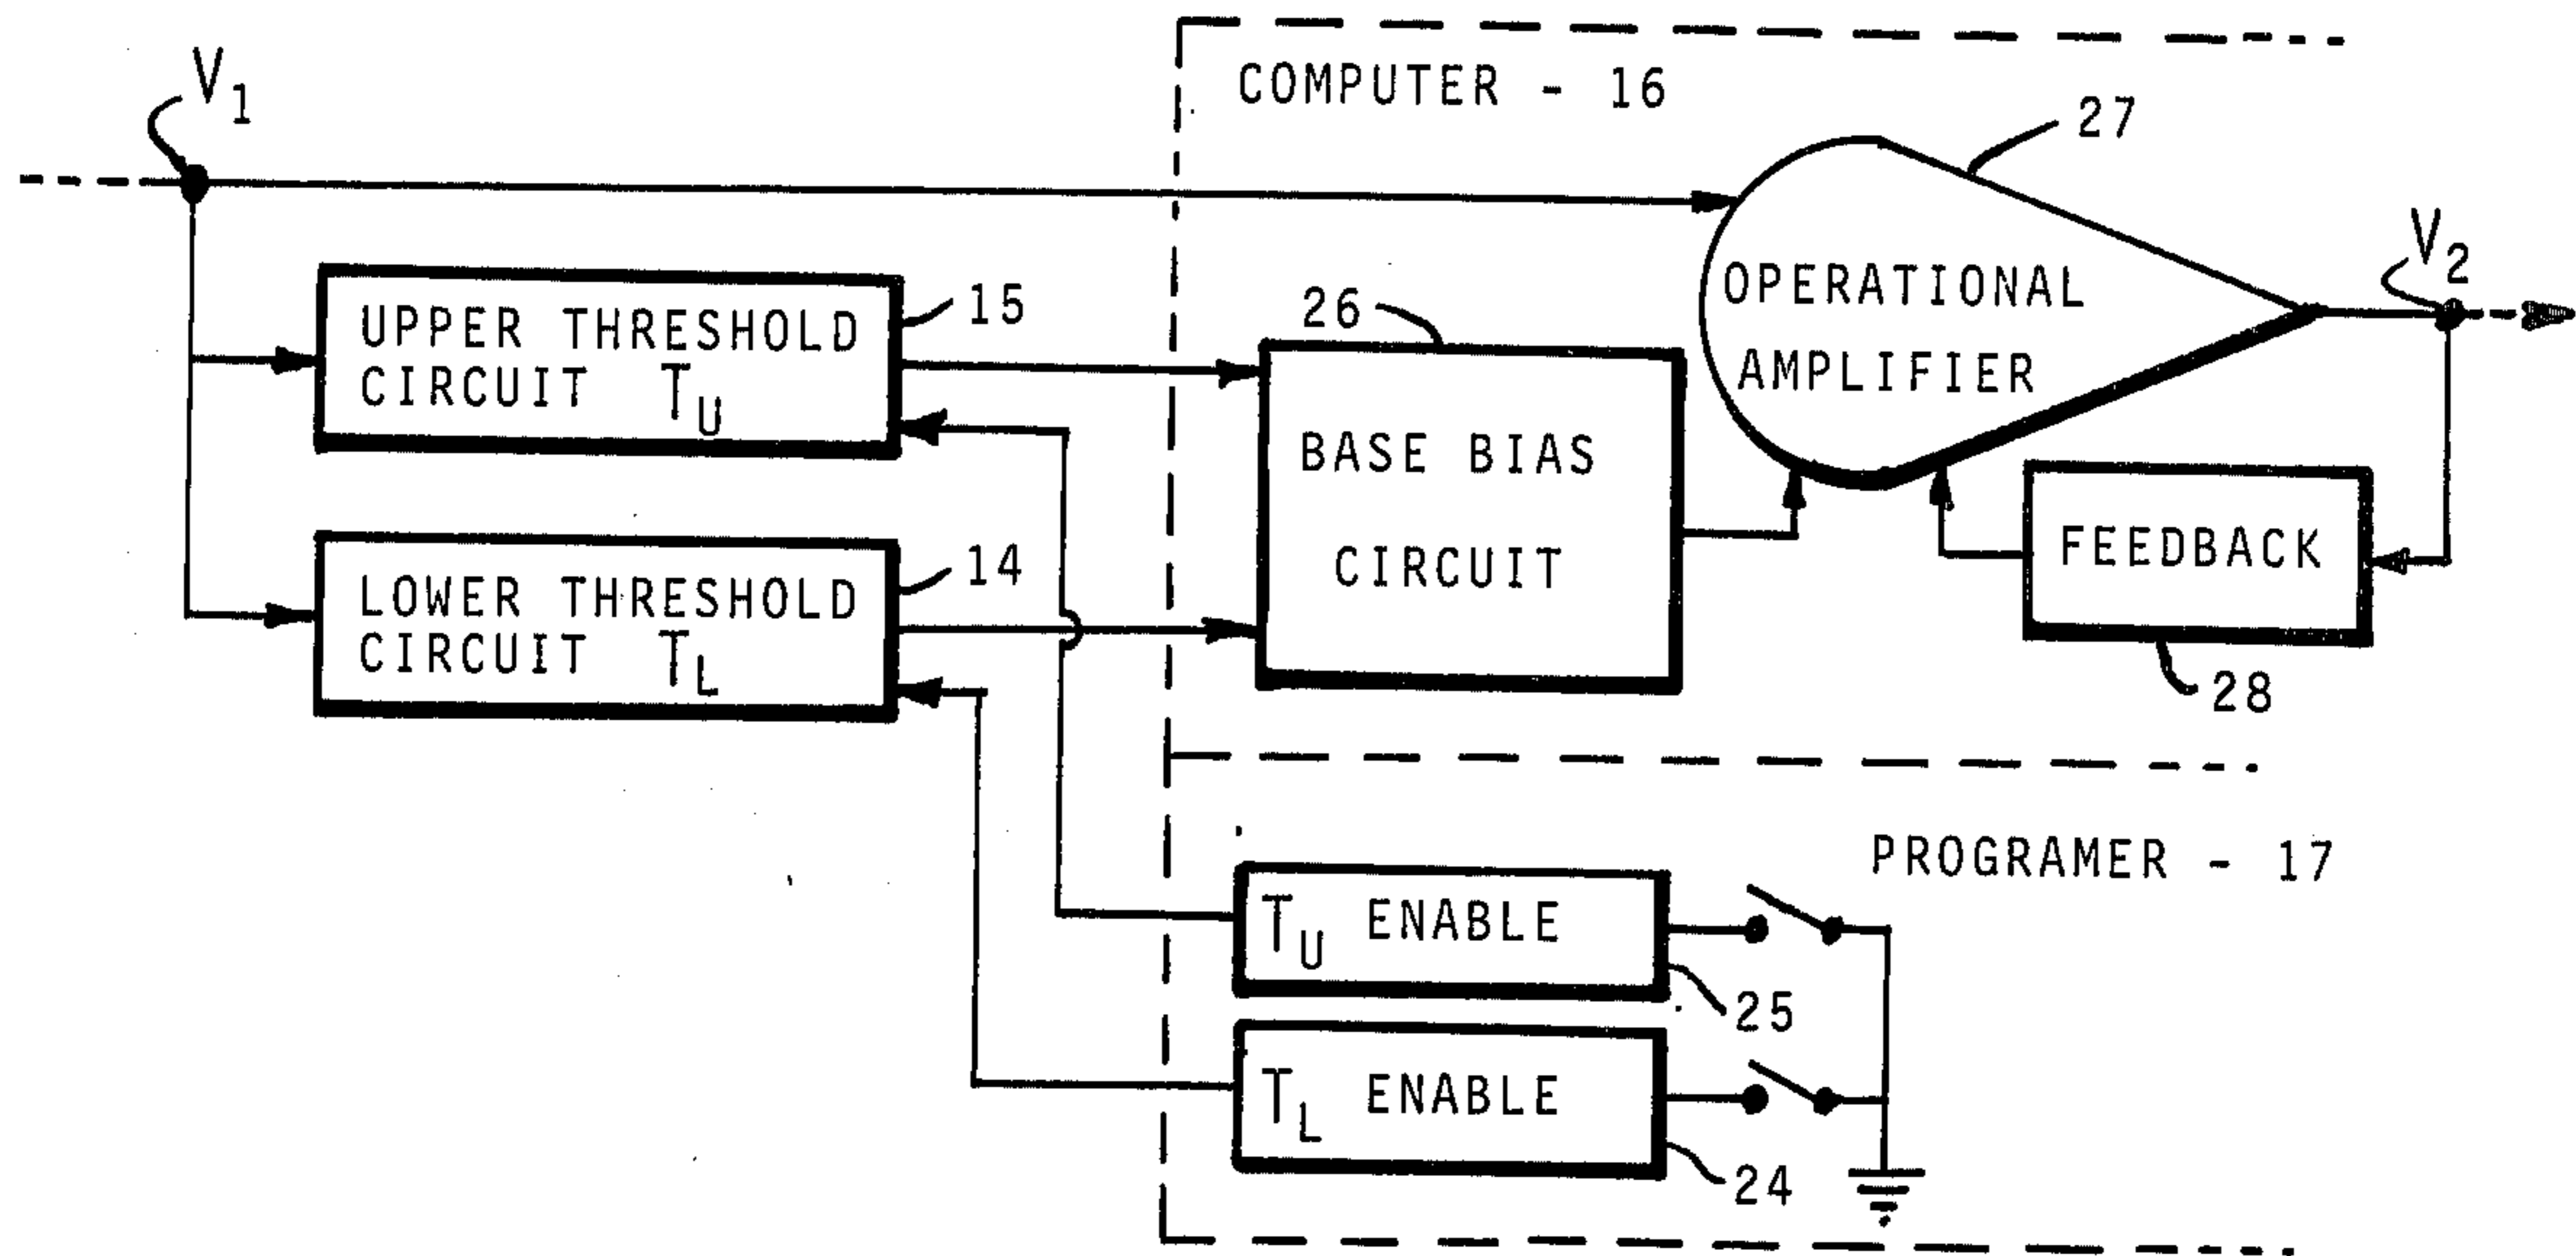 V1
COMPUTER - 16
27
V2
UPPER THRESHOLD
CIRCUIT TU
15
26
OPERATIONAL
AMPLIFIER
BASE BIAS
CIRCUIT
LOWER THRESHOLD
CIRCUIT TL
14
FEEDBACK
28
PROGRAMER - 17
TU ENABLE
25
TL ENABLE
24